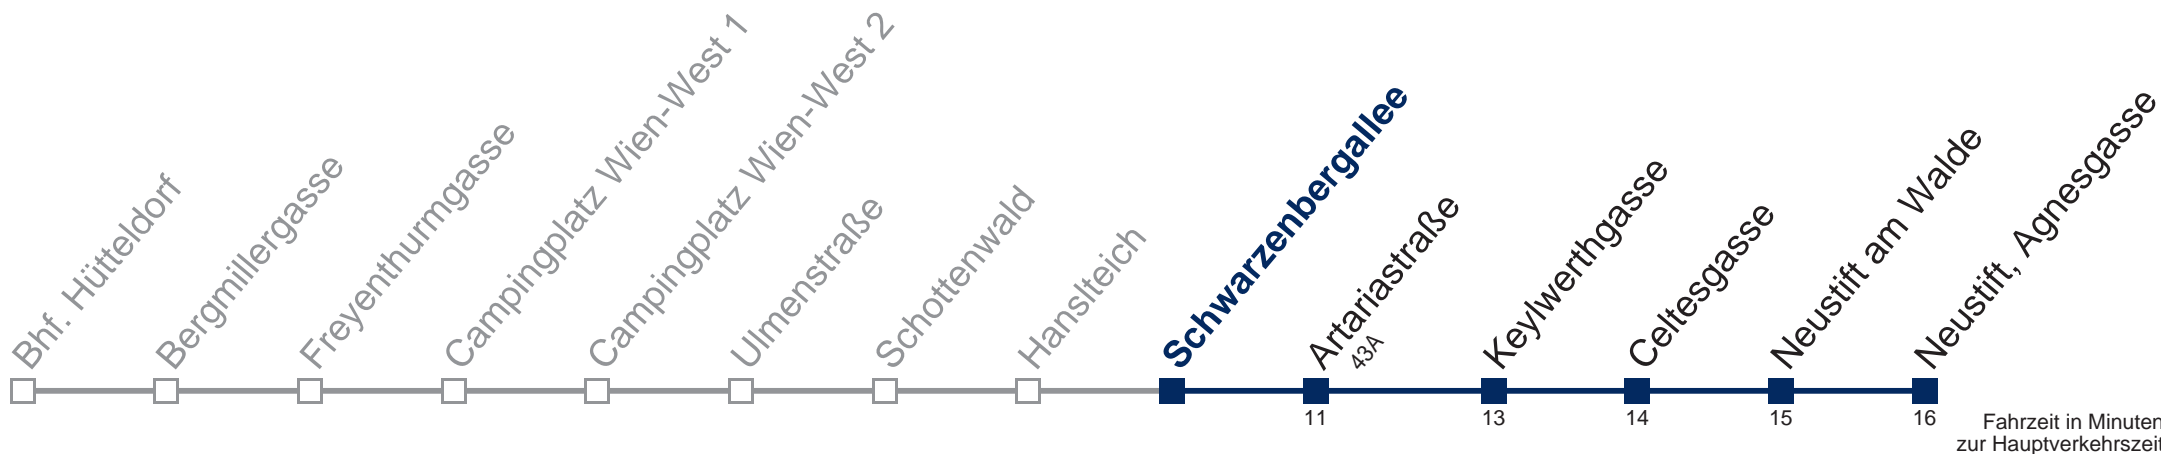 Bhf. Hütteldorf
Bergmillergasse
Freyenthurmgasse
Campingplatz Wien-West 1
Campingplatz Wien-West 2
Ulmenstraße
Schottenwald
Hanslteich
Schwarzenbergallee
Artariastraße
43A
Keylwerthgasse
Celtesgasse
Neustift am Walde
Neustift, Agnesgasse
11
13
14
15
16
Fahrzeit in Minuten
zur Hauptverkehrszeit